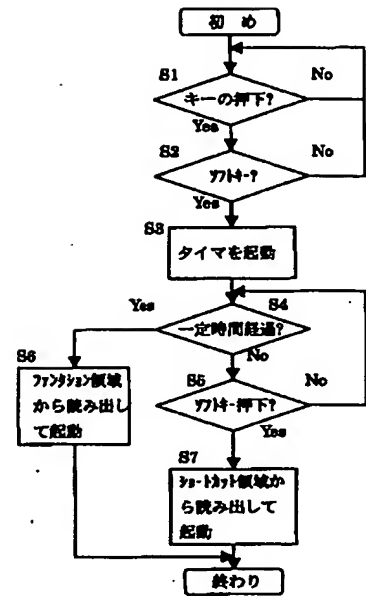 初め
S1
No
キーの押下?
Yes
S2
No
ｿﾌﾄｷｰ?
Yes
S3
タイマを起動
Yes
S4
一定時間経過?
S6
No
S5
No
ﾌｧﾝｸｼｮﾝ領域
から読み出し
て起動
ｿﾌﾄｷｰ押下?
Yes
S7
ｼｮｰﾄｶｯﾄ領域か
ら読み出して
起動
終わり